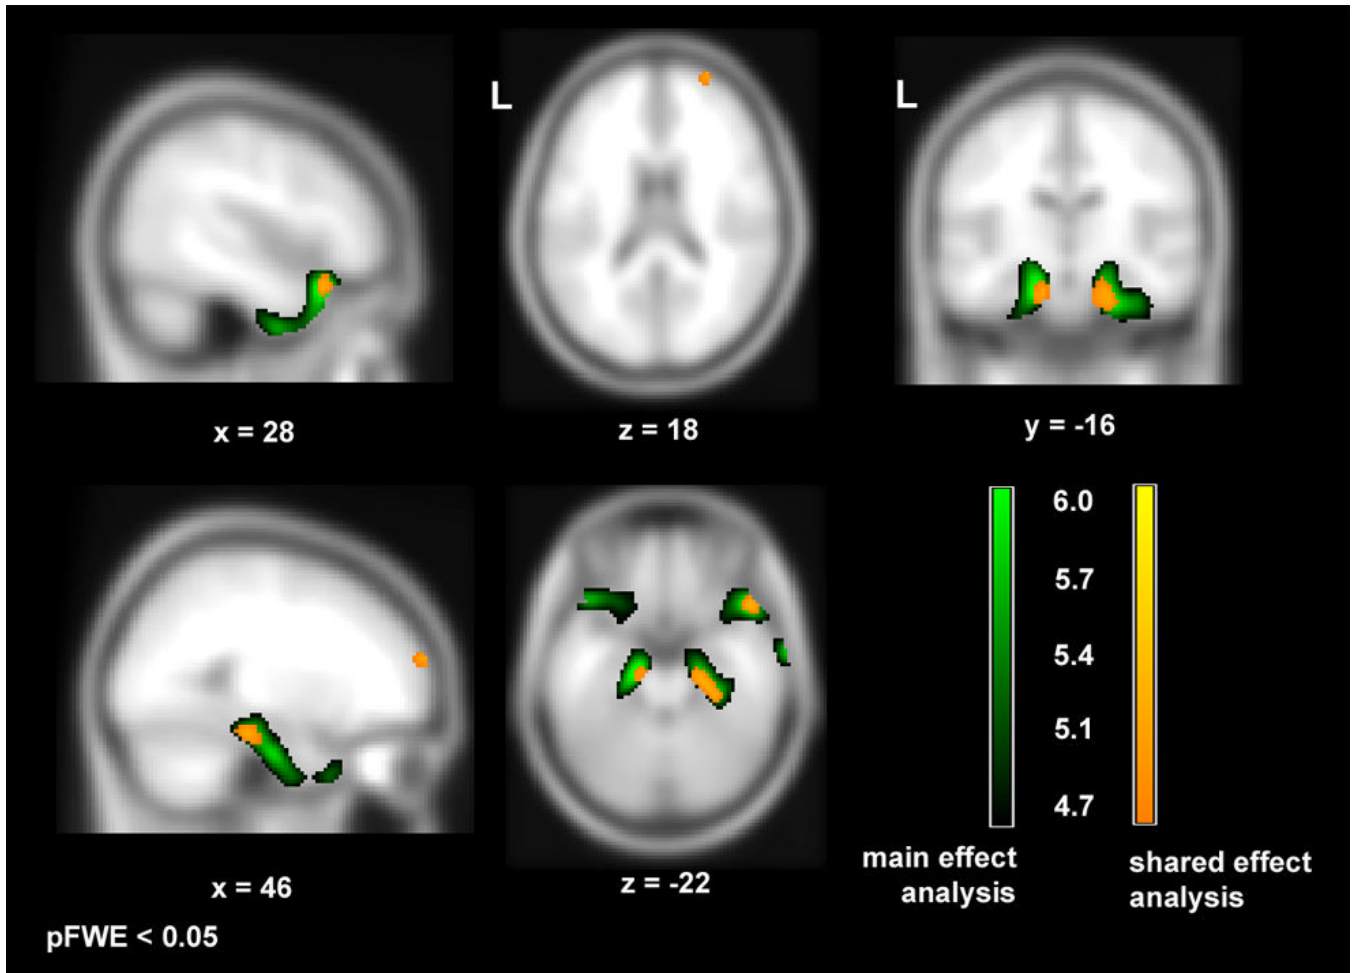 L
L
x = 28
z = 18
y = -16
6.0
5.7
5.4
5.1
4.7
main effect
analysis
shared effect
analysis
x = 46
z = -22
pFWE < 0.05